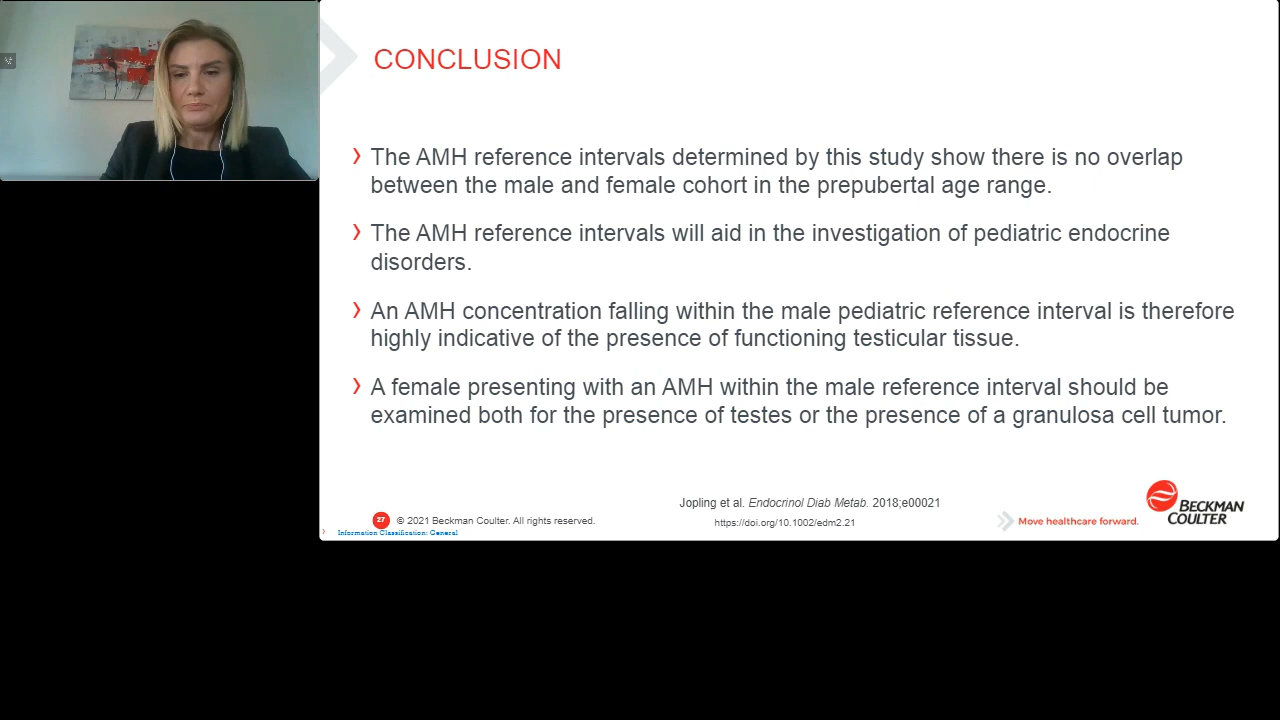 CONCLUSION
The AMH reference intervals determined by this study show there is no overlap
between the male and female cohort in the prepubertal age range.
The AMH reference intervals will aid in the investigation of pediatric endocrine
disorders.
An AMH concentration falling within the male pediatric reference interval is therefore
highly indicative of the presence of functioning testicular tissue.
A female presenting with an AMH within the male reference interval should be
examined both for the presence of testes or the presence of a granulosa cell tumor.
Jopling et al. Endocrinol Diab Metab. 2018;e00021
https://doi.org/10.1002/edm2.21
27 © 2021 Beckman Coulter. All rights reserved.
Information Classification: General
Move healthcare forward.
BECKMAN
COULTER